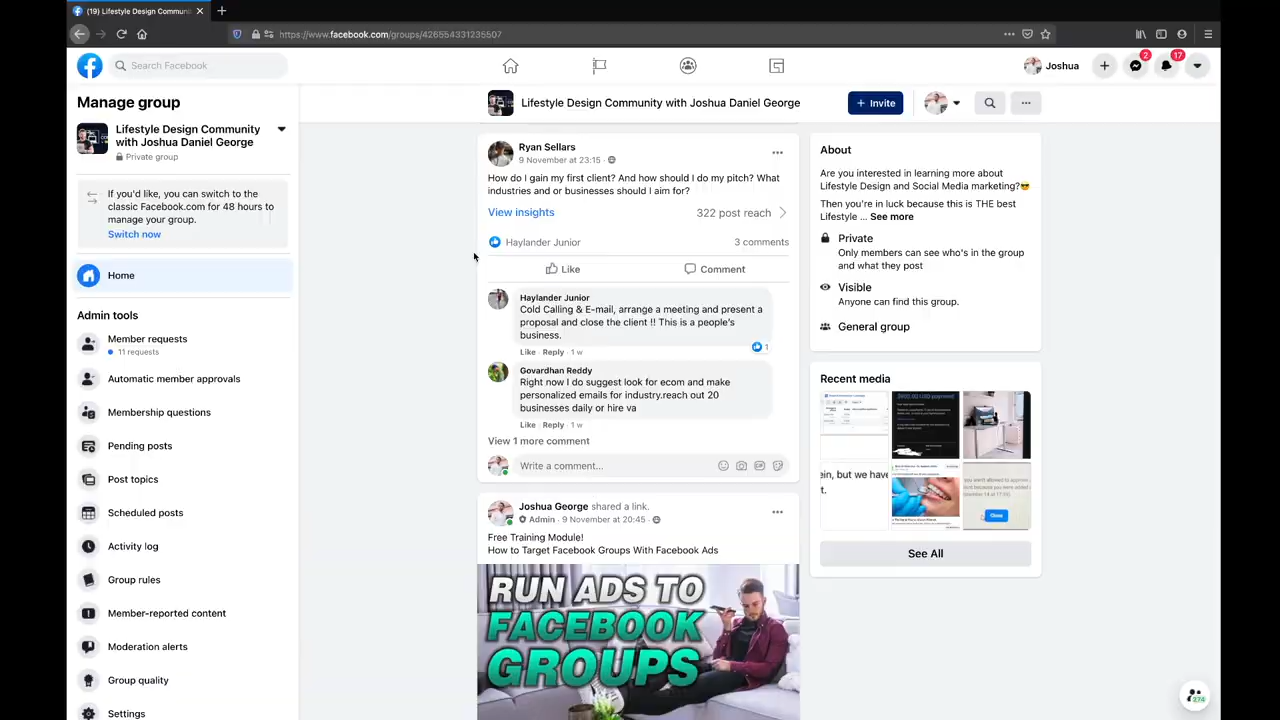 (19) Lifestyle Design Communi
https://www.facebook.com/groups/426554331235507
Search Facebook
Joshua
2
17
Manage group
Lifestyle Design Community
with Joshua Daniel George
Private group
If you'd like, you can switch to the
classic Facebook.com for 48 hours to
manage your group.
Switch now
Home
Admin tools
Member requests
11 requests
Automatic member approvals
Membership questions
Pending posts
Post topics
Scheduled posts
Activity log
Group rules
Member-reported content
Moderation alerts
Group quality
Settings
Lifestyle Design Community with Joshua Daniel George
+ Invite
Ryan Sellars
9 November at 23:15 ·
How do I gain my first client? And how should I do my pitch? What
industries and or businesses should I aim for?
View insights
322 post reach
Haylander Junior
3 comments
Like
Comment
Haylander Junior
Cold Calling & E-mail, arrange a meeting and present a
proposal and close the client !! This is a people's
business.
1
Like · Reply · 1 w
Govardhan Reddy
Right now I do suggest look for ecom and make
personalized emails for industry.reach out 20
businesses daily or hire va
Like · Reply · 1 w
View 1 more comment
Write a comment...
Joshua George shared a link.
Admin · 9 November at 20:45 ·
Free Training Module!
How to Target Facebook Groups With Facebook Ads
RUN ADS TO
FACEBOOK
GROUPS
About
Are you interested in learning more about
Lifestyle Design and Social Media marketing?😎
Then you're in luck because this is THE best
Lifestyle ... See more
Private
Only members can see who's in the group
and what they post
Visible
Anyone can find this group.
General group
Recent media
ein, but we have
t.
See All
274